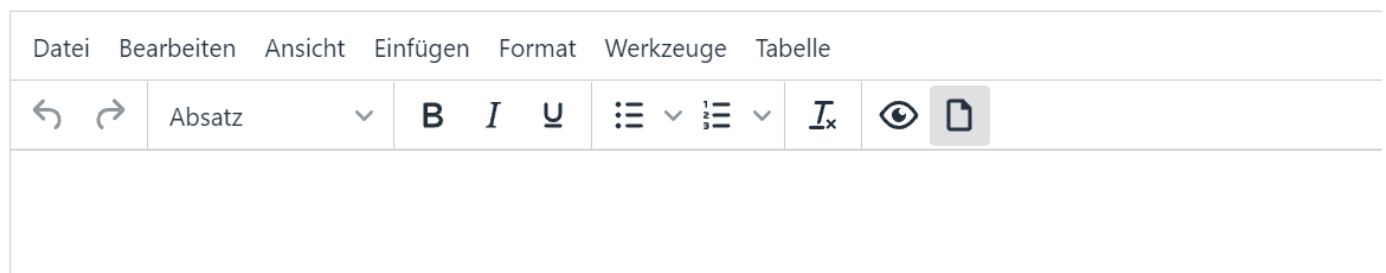 Datei Bearbeiten Ansicht Einfügen Format Werkzeuge Tabelle
Absatz B I U